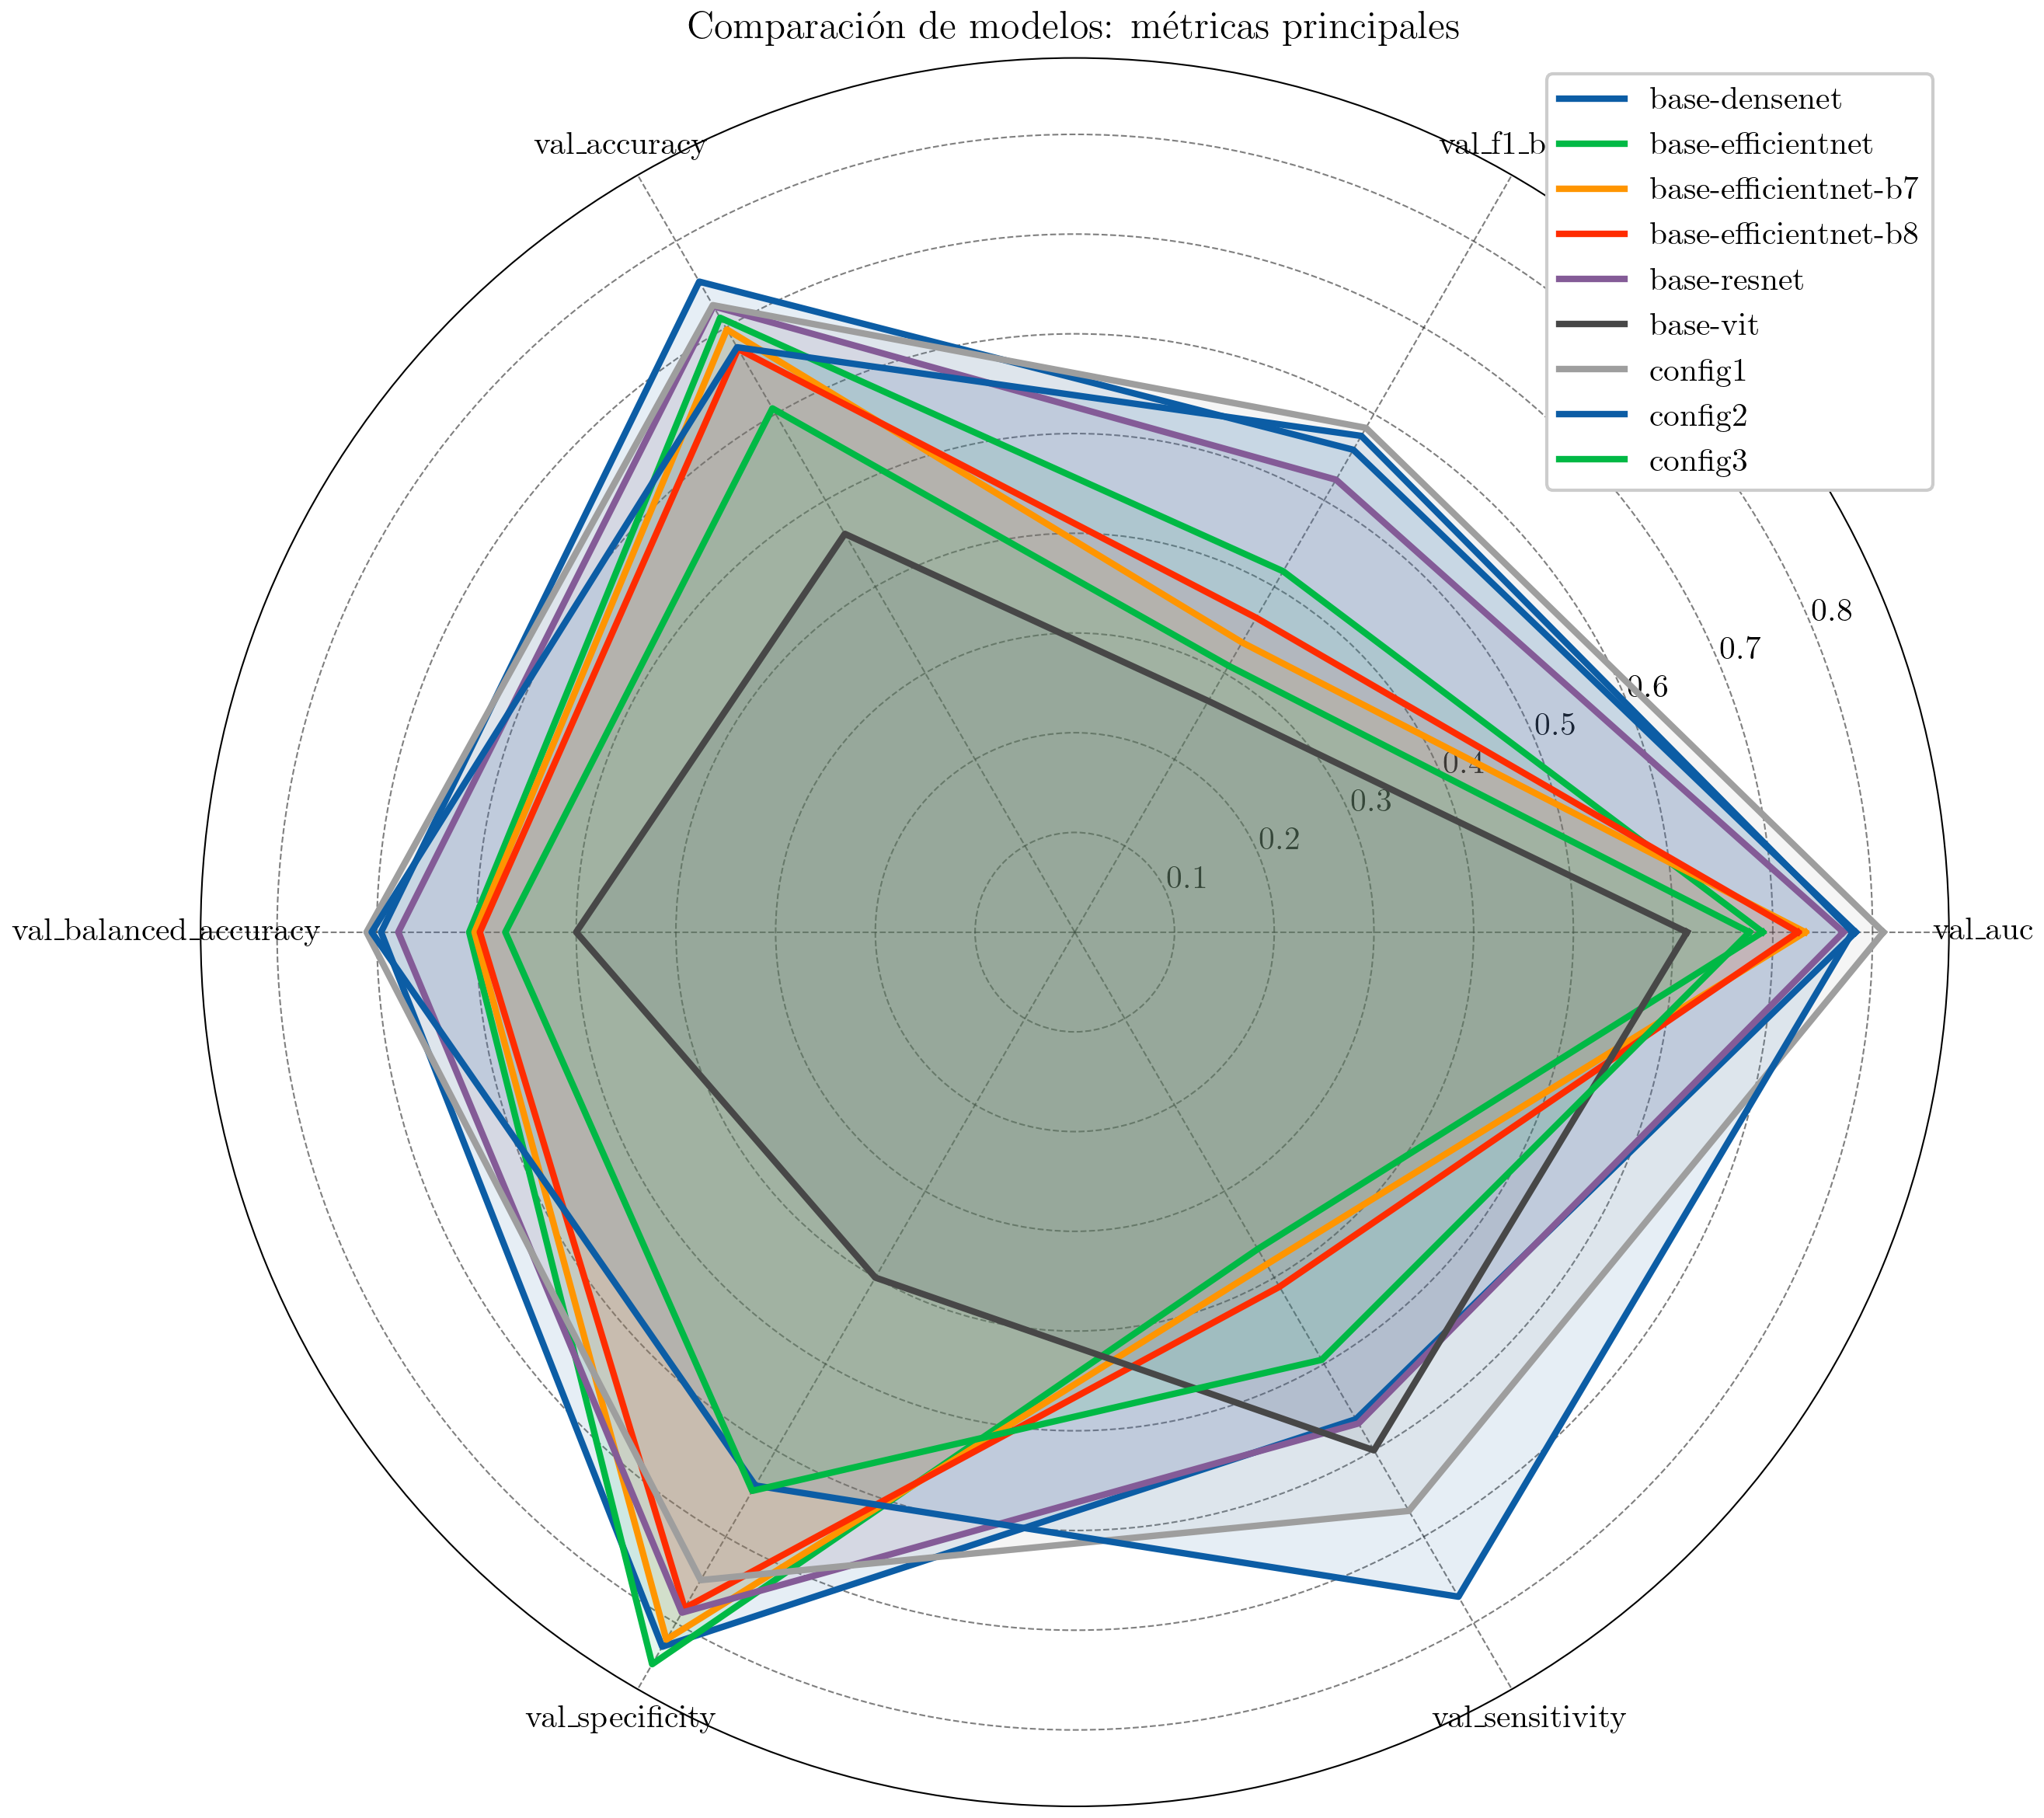 Comparación de modelos: métricas principales
val_accuracy
val_f1_b
base-densenet
base-efficientnet
base-efficientnet-b7
base-efficientnet-b8
base-resnet
base-vit
config1
config2
config3
0.8
0.7
0.6
0.5
0.4
0.3
0.2
0.1
val_balanced_accuracy
val_auc
val_specificity
val_sensitivity